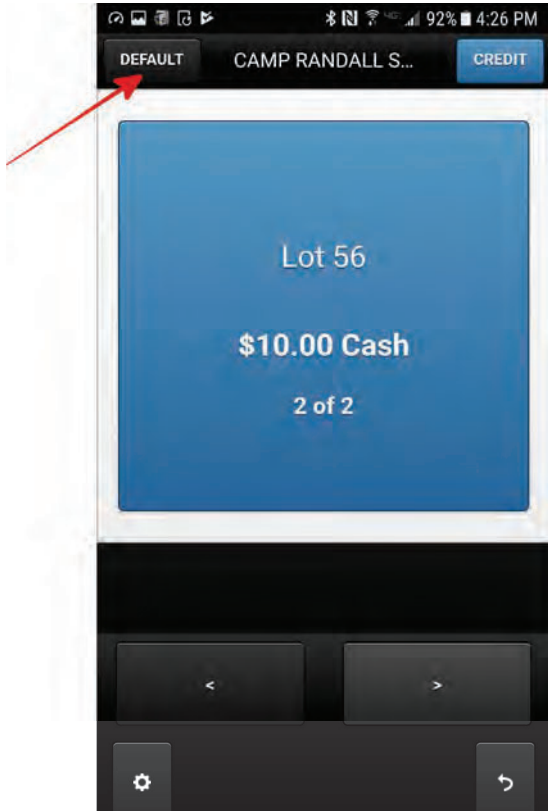 92% 4:26 PM
DEFAULT CAMP RANDALL S... CREDIT
Lot 56
$10.00 Cash
2 of 2
< >